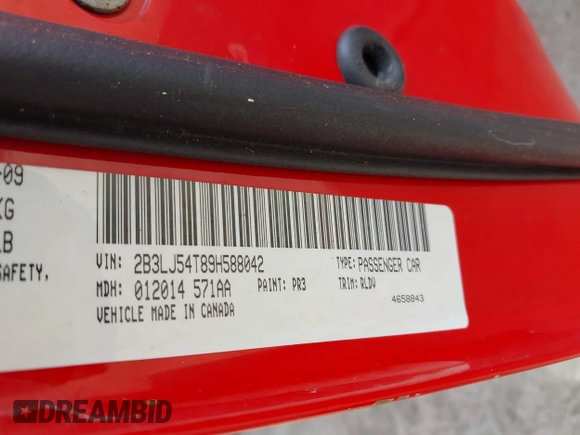 -09
KG
LB
SAFETY,
VIN: 2B3LJ54T89H588042
TYPE: PASSENGER CAR
MDH: 012014 571AA
PAINT: PR3
TRIM: RLDV
VEHICLE MADE IN CANADA
4658843
DREAMBID